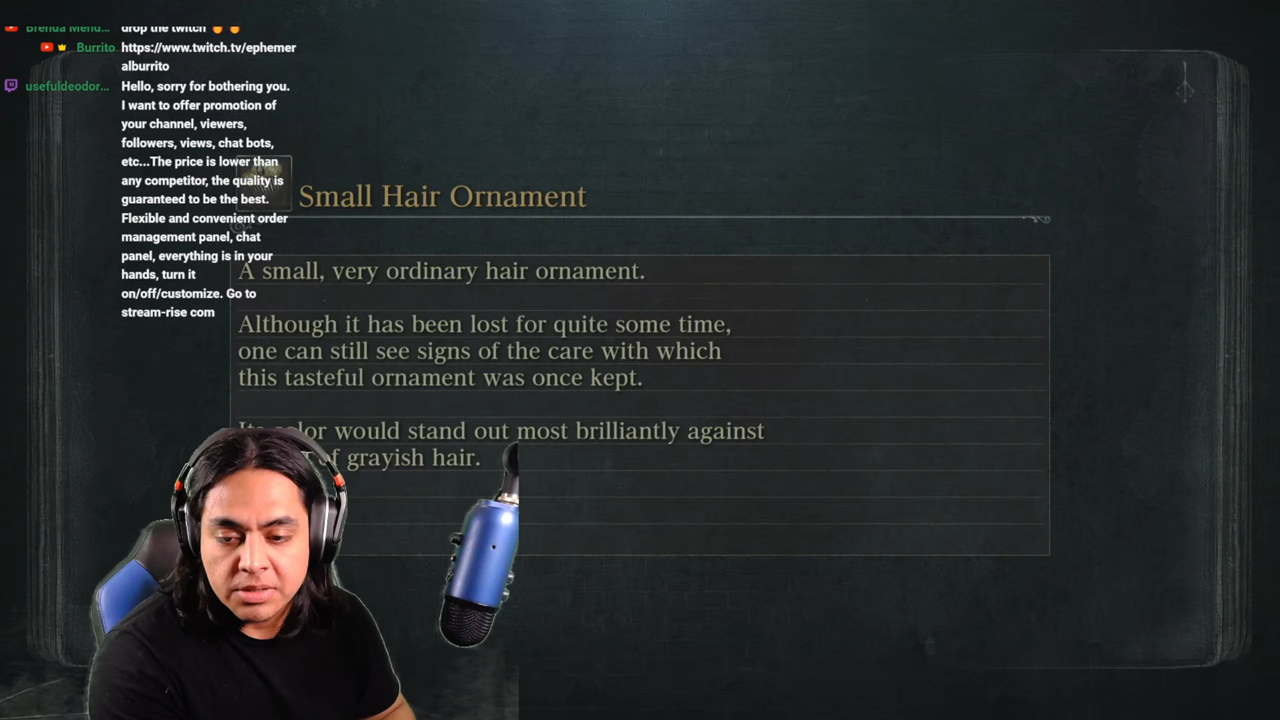 Brenda Mend...
drop the twitch
Burrito
https://www.twitch.tv/ephemer
alburrito
usefuldeodor...
Hello, sorry for bothering you.
I want to offer promotion of
your channel, viewers,
followers, views, chat bots,
etc...The price is lower than
any competitor, the quality is
guaranteed to be the best.
Flexible and convenient order
management panel, chat
panel, everything is in your
hands, turn it
on/off/customize. Go to
stream-rise com
Small Hair Ornament
A small, very ordinary hair ornament.
Although it has been lost for quite some time,
one can still see signs of the care with which
this tasteful ornament was once kept.
would stand out most brilliantly against
of grayish hair.